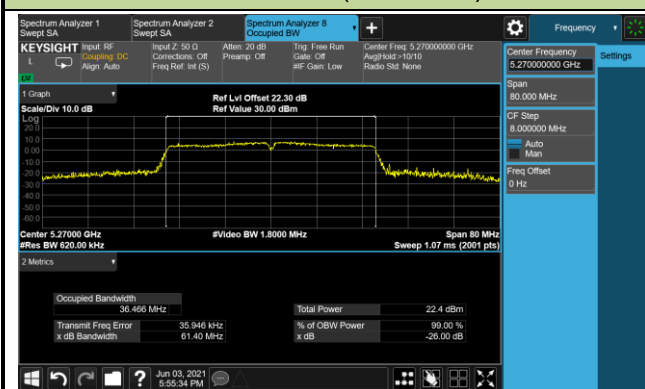 Spectrum Analyzer 1
Swept SA
Spectrum Analyzer 2
Swept SA
Spectrum Analyzer 8
Occupied BW
Frequency
KEYSIGHT
L
Input: RF
Coupling: DC
Align: Auto
Input Z: 50 Ω
Corrections: Off
Freq Ref: Int (S)
Atten: 20 dB
Preamp: Off
Trig: Free Run
Gate: Off
#IF Gain: Low
Center Freq: 5.270000000 GHz
Avg|Hold:>10/10
Radio Std: None
Center Frequency
5.270000000 GHz
Settings
Span
80.000 MHz
CF Step
8.000000 MHz
Auto
Man
Freq Offset
0 Hz
1 Graph
Scale/Div 10.0 dB
Ref Lvl Offset 22.30 dB
Ref Value 30.00 dBm
Log
20.0
10.0
0.00
-10.0
-20.0
-30.0
-40.0
-50.0
-60.0
Center 5.27000 GHz
#Res BW 620.00 kHz
#Video BW 1.8000 MHz
Span 80 MHz
Sweep 1.07 ms (2001 pts)
2 Metrics
Occupied Bandwidth
36.466 MHz
Total Power 22.4 dBm
Transmit Freq Error 35.946 kHz
% of OBW Power 99.00 %
x dB Bandwidth 61.40 MHz
x dB -26.00 dB
Jun 03, 2021
5:55:34 PM